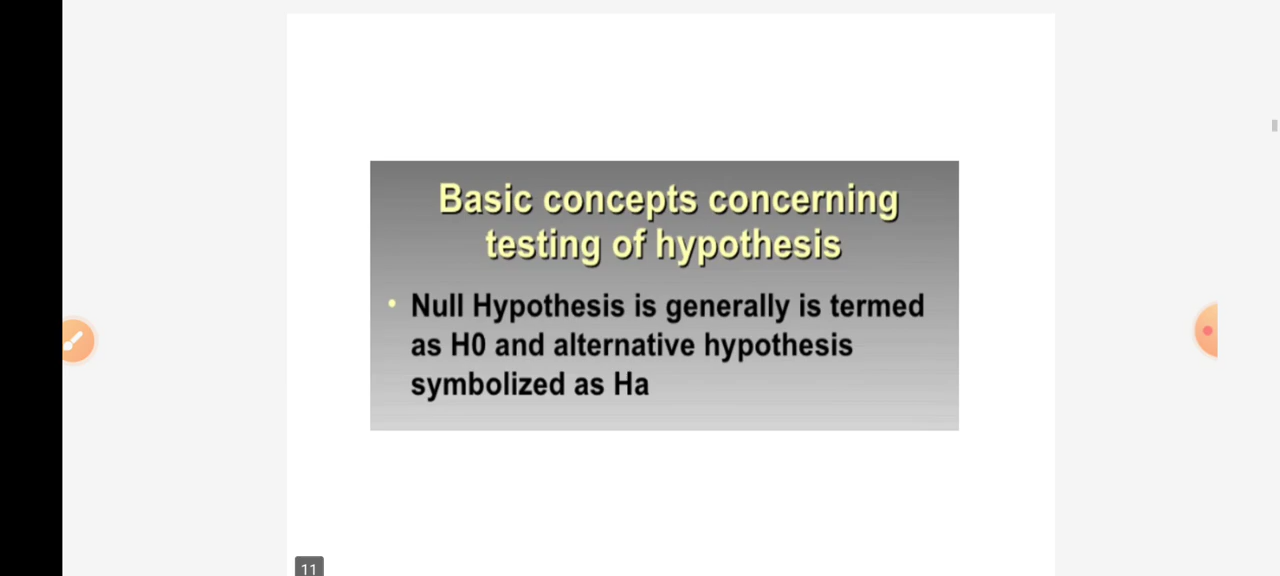 Basic concepts concerning
testing of hypothesis
• Null Hypothesis is generally is termed
as H0 and alternative hypothesis
symbolized as Ha
11